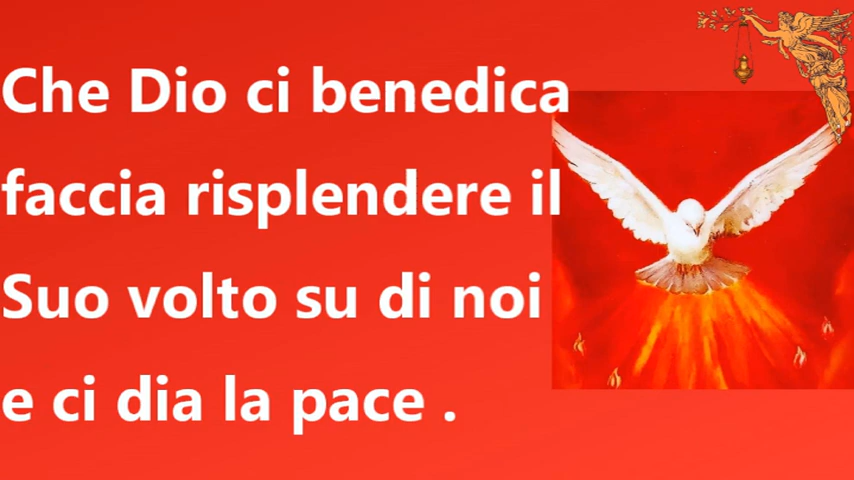 Che Dio ci benedica
faccia risplendere il
Suo volto su di noi
e ci dia la pace .